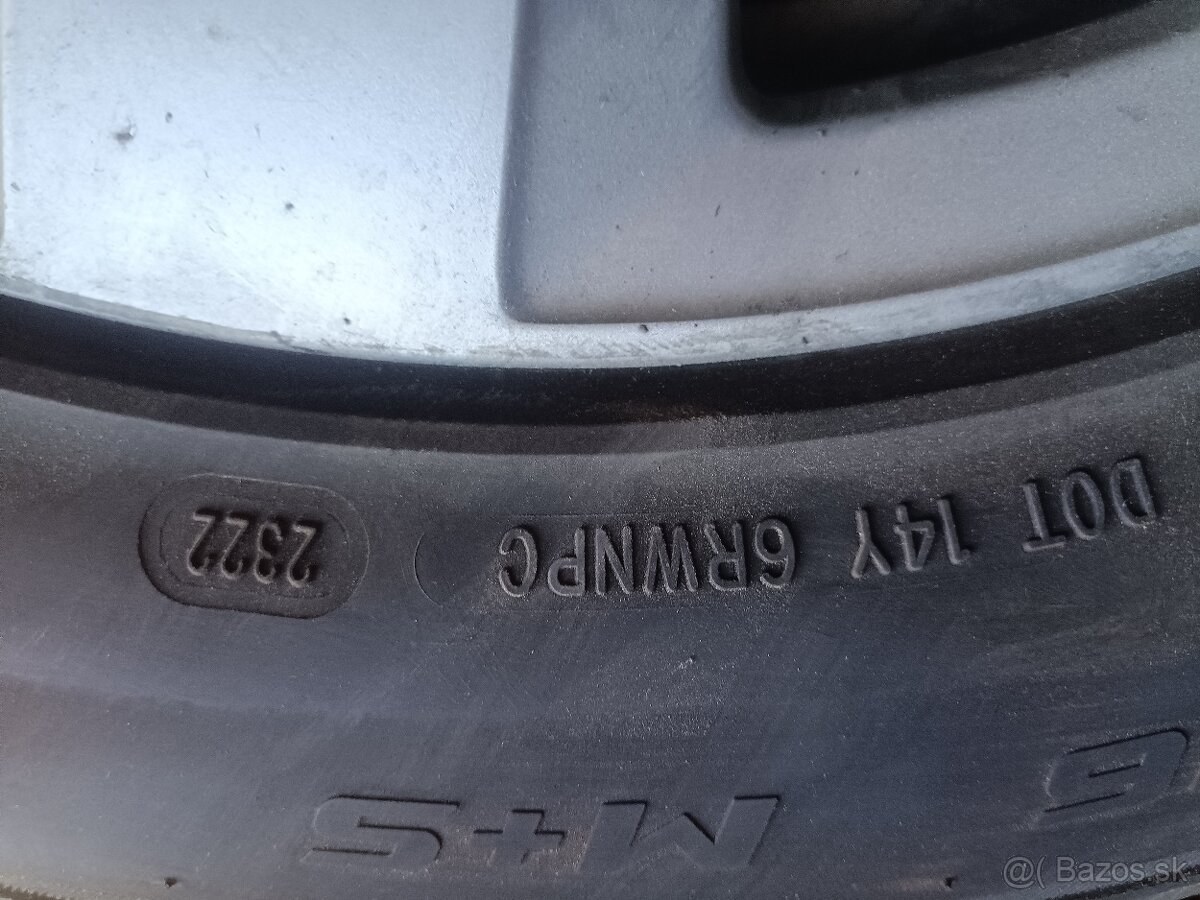 DOT 14Y 6RWNPC 2322
M+S
@( Bazos.sk